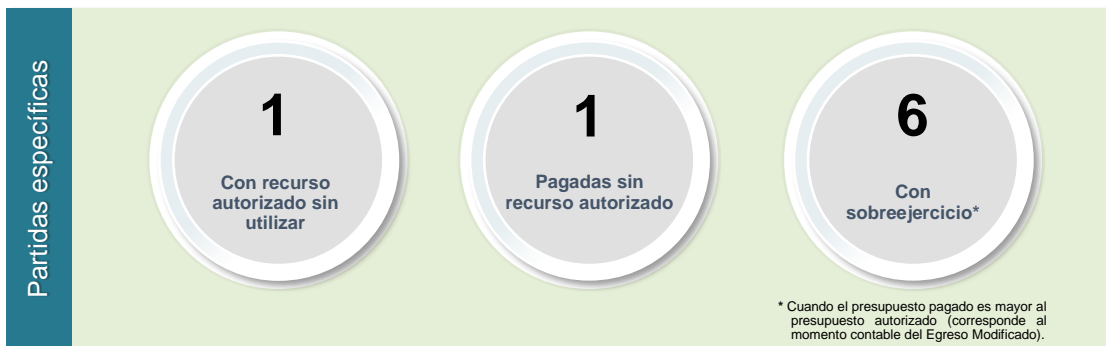 Partidas específicas
1
Con recurso
autorizado sin
utilizar
1
Pagadas sin
recurso autorizado
6
Con
sobreejercicio*
* Cuando el presupuesto pagado es mayor al
presupuesto autorizado (corresponde al
momento contable del Egreso Modificado).